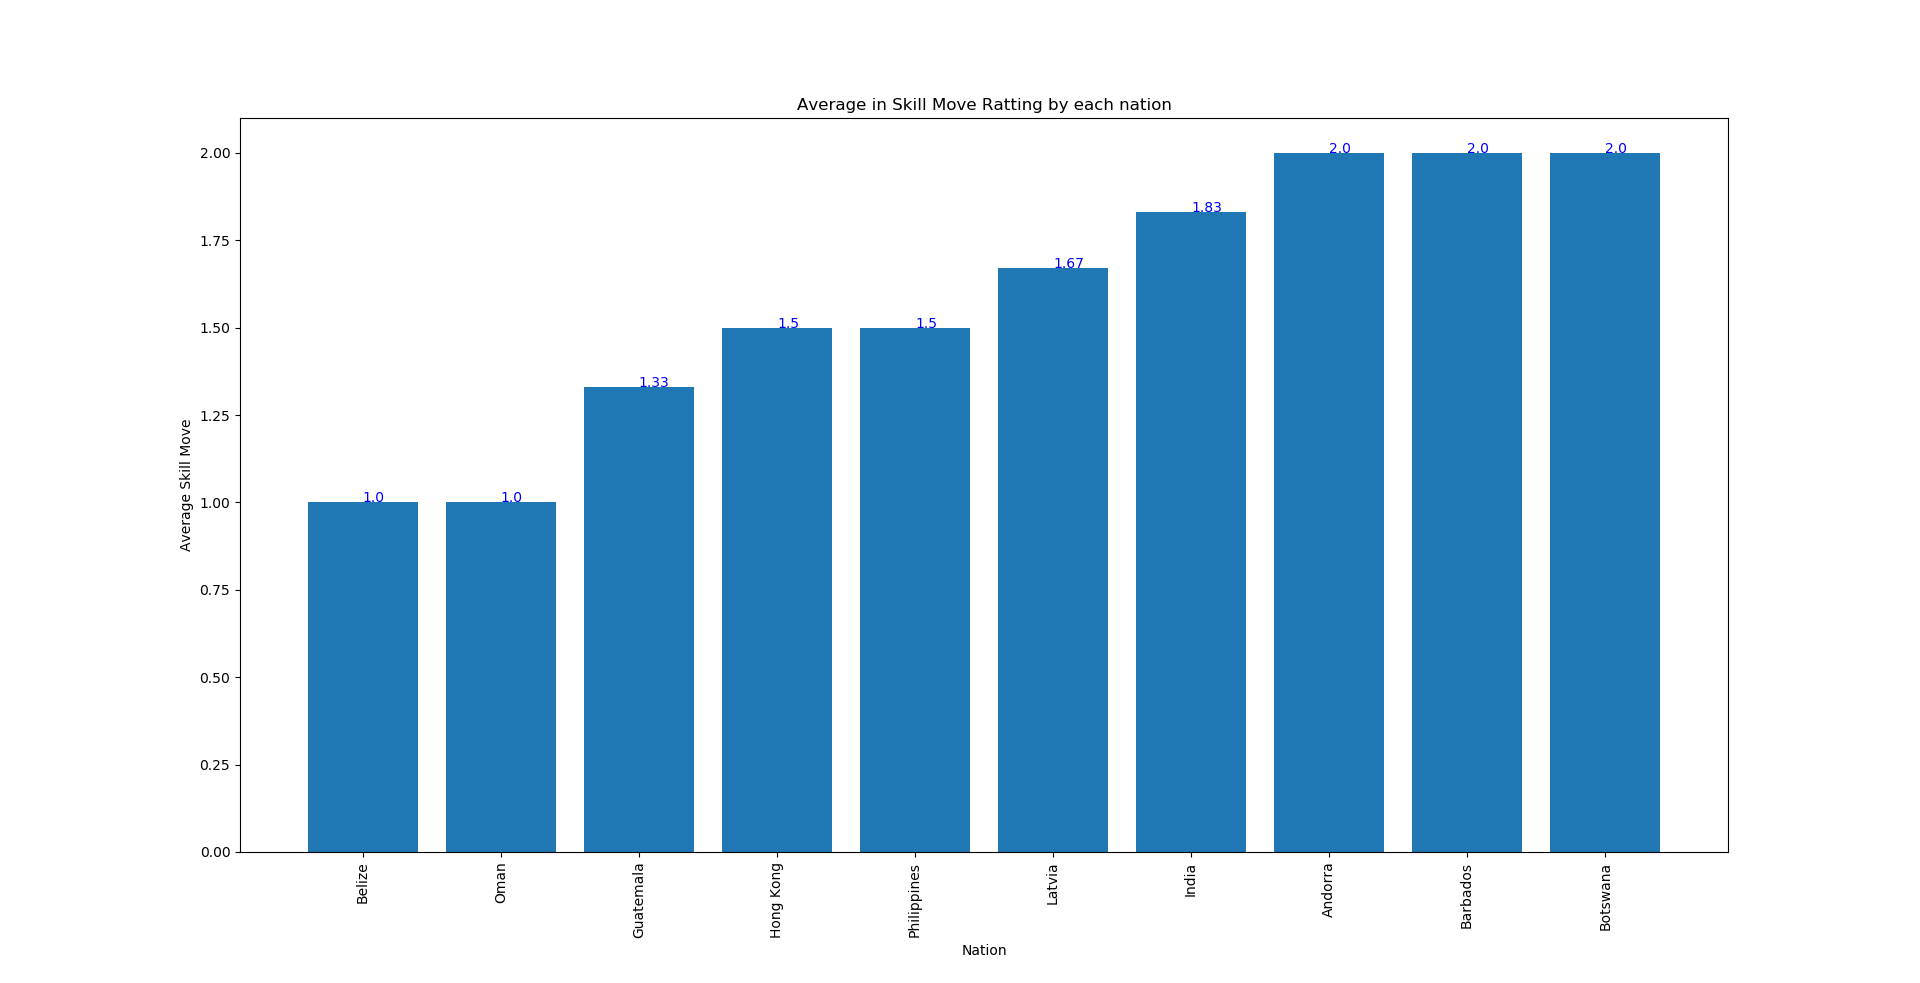 Average in Skill Move Ratting by each nation
2.00
1.75
1.50
1.25
1.00
0.75
0.50
0.25
0.00
Average Skill Move
1.0
1.0
1.33
1.5
1.5
1.67
1.83
2.0
2.0
2.0
Belize
Oman
Guatemala
Hong Kong
Philippines
Latvia
India
Andorra
Barbados
Botswana
Nation